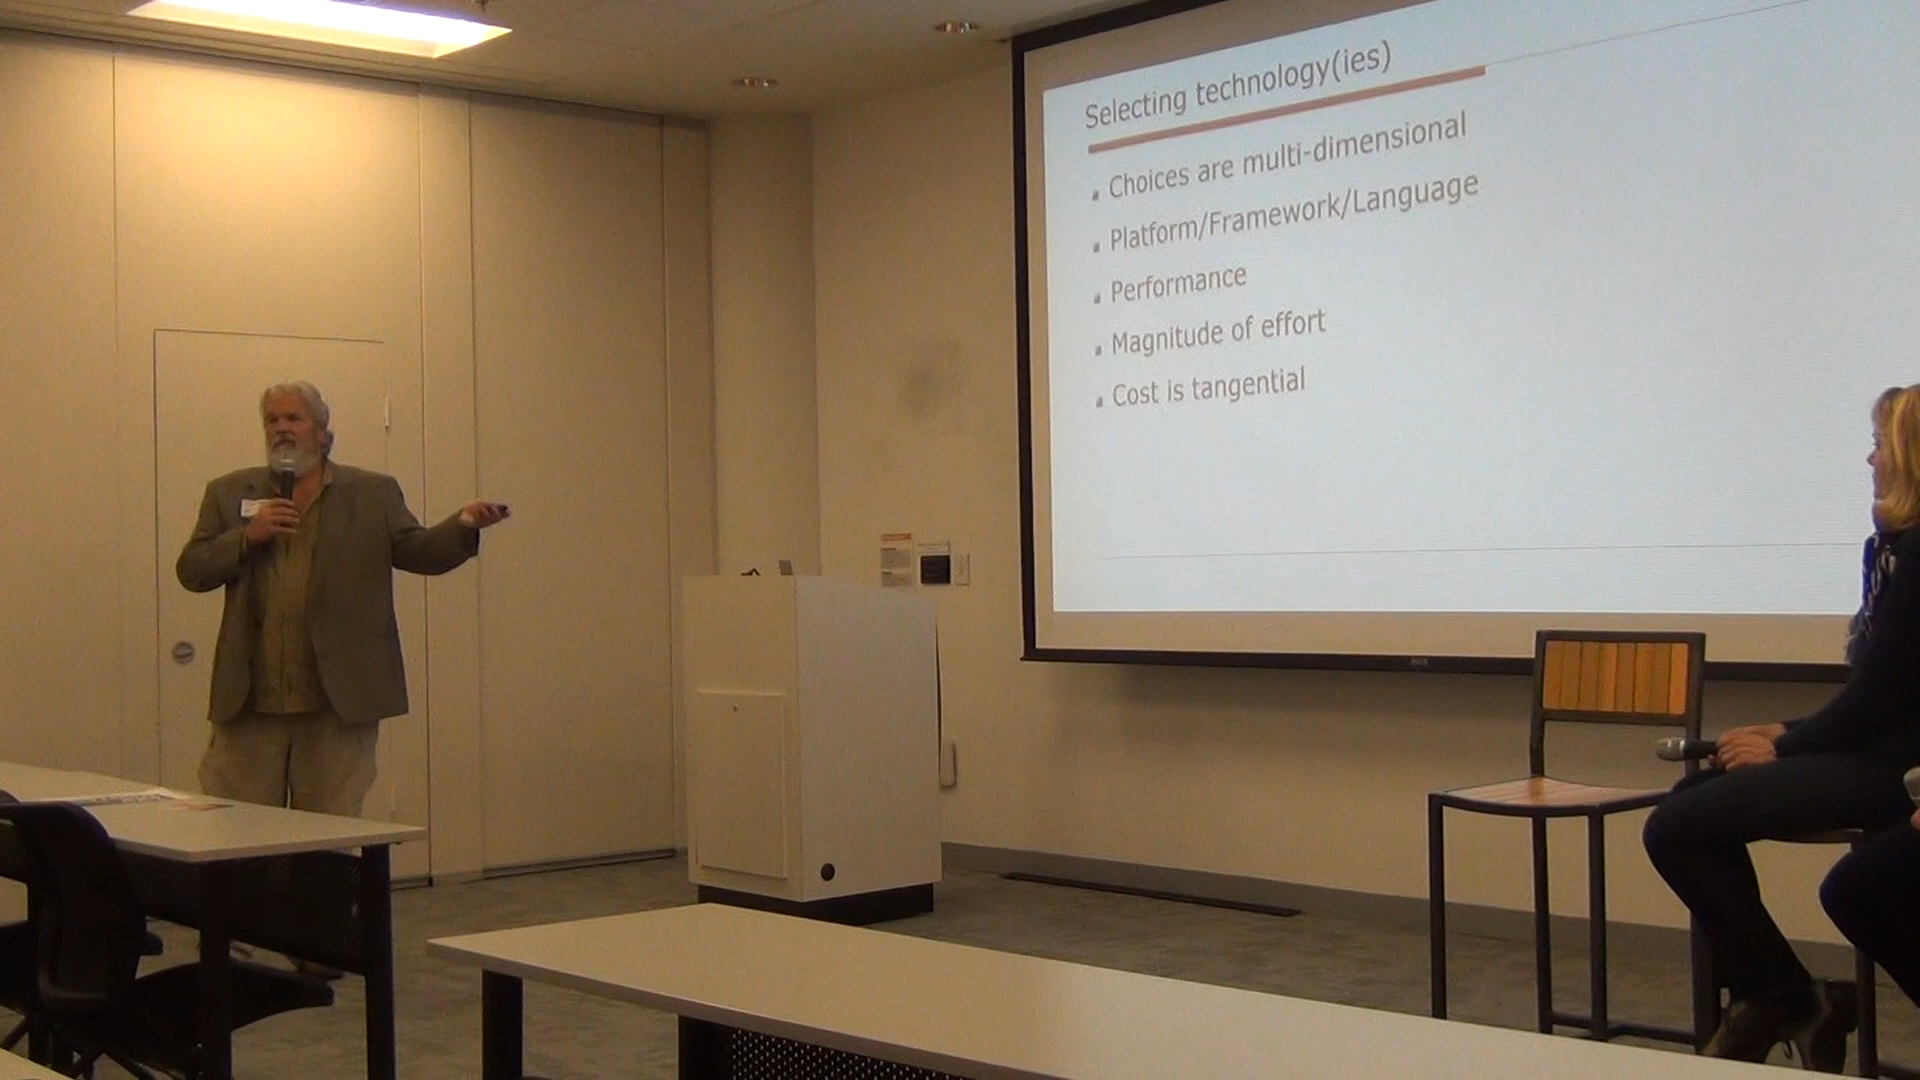 Selecting technology(ies)
Choices are multi-dimensional
Platform/Framework/Language
Performance
Magnitude of effort
Cost is tangential